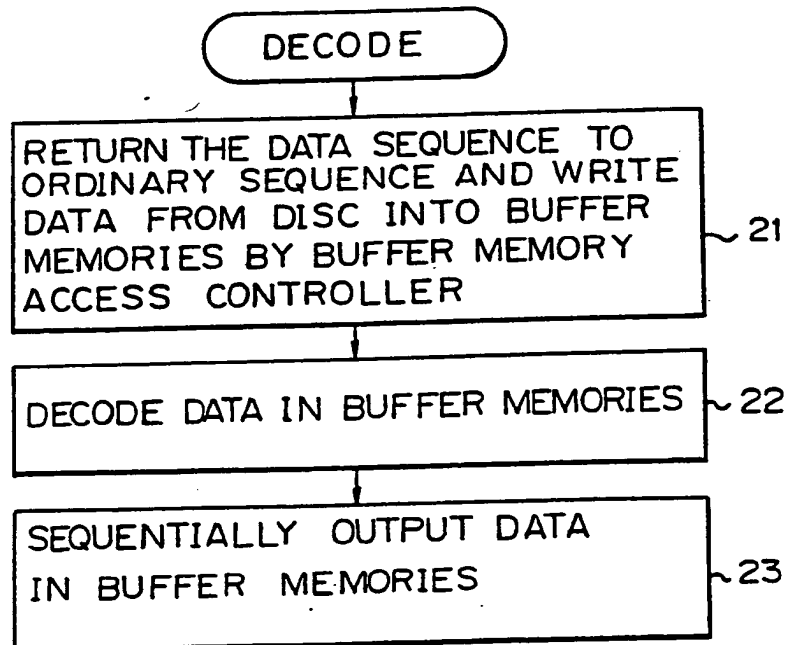 DECODE
RETURN THE DATA SEQUENCE TO
ORDINARY SEQUENCE AND WRITE
DATA FROM DISC INTO BUFFER
MEMORIES BY BUFFER MEMORY
ACCESS CONTROLLER
21
DECODE DATA IN BUFFER MEMORIES
22
SEQUENTIALLY OUTPUT DATA
IN BUFFER MEMORIES
23